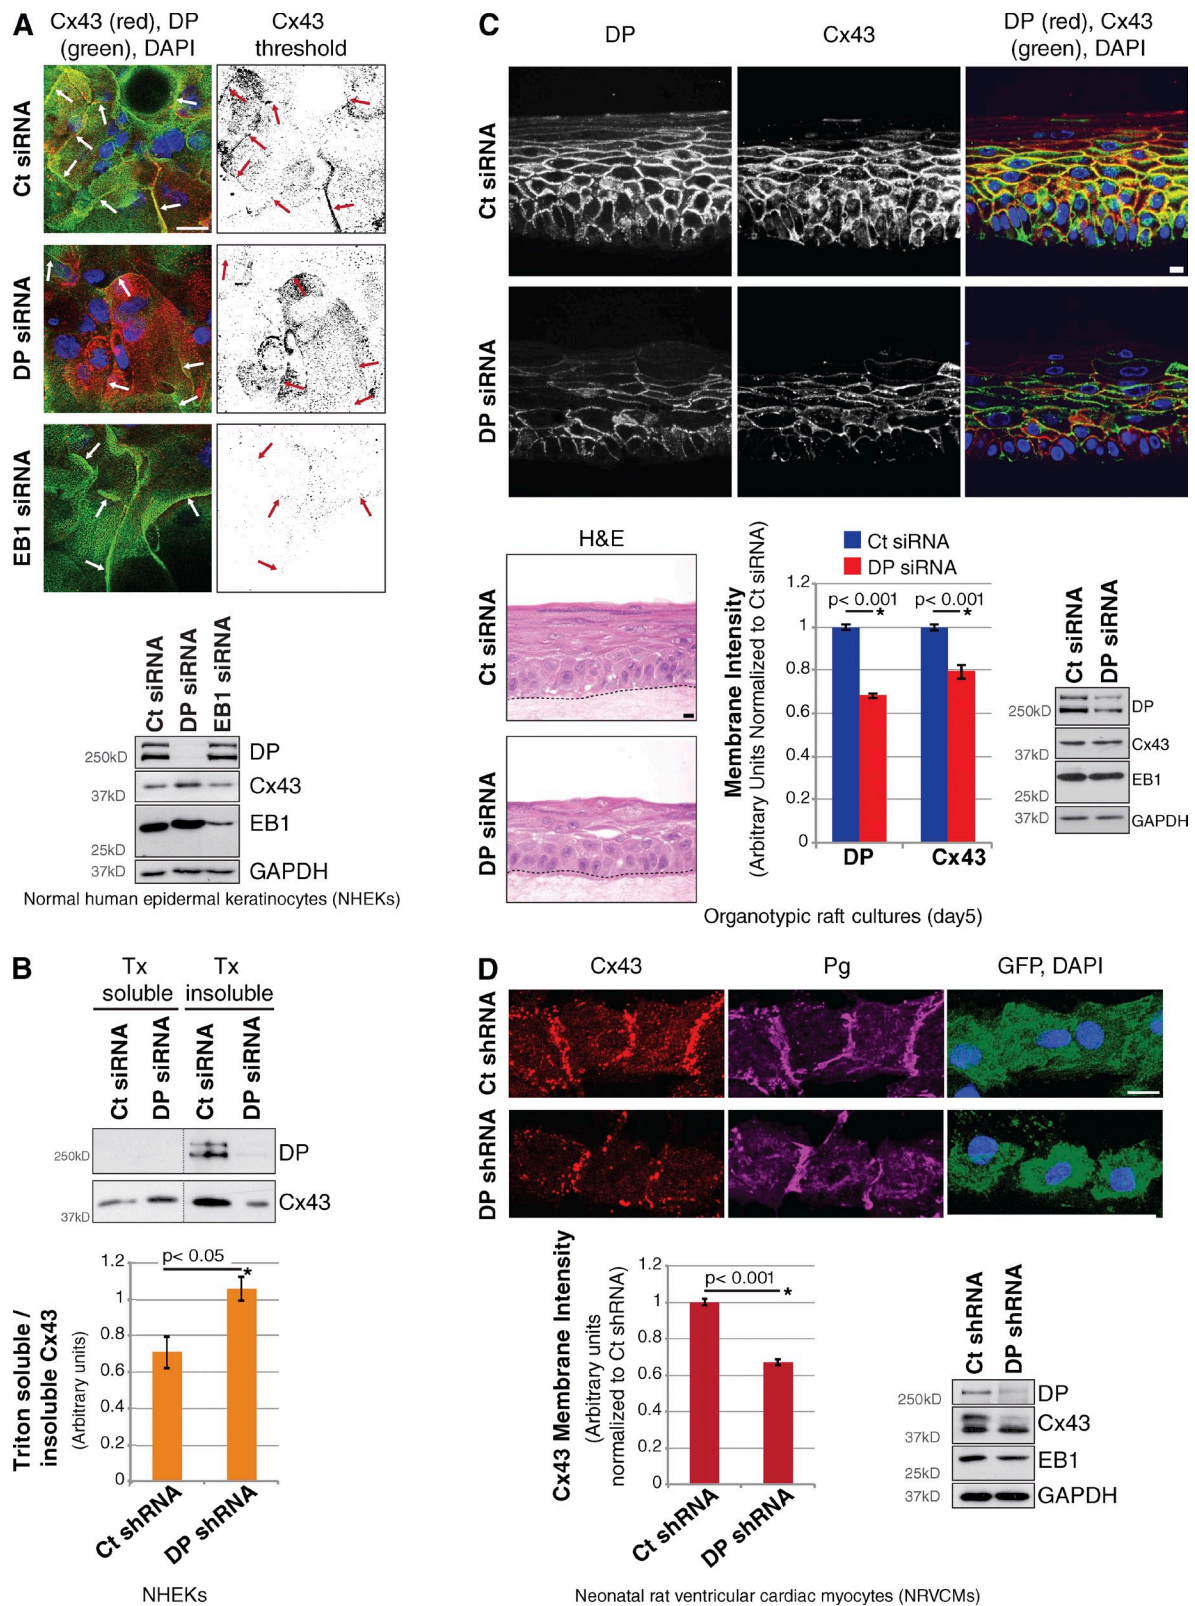 A
Cx43 (red), DP
(green), DAPI
Cx43
threshold
Ct siRNA
DP siRNA
EB1 siRNA
Ct siRNA
DP siRNA
EB1 siRNA
250kD
DP
37kD
Cx43
EB1
25kD
37kD
GAPDH
Normal human epidermal keratinocytes (NHEKs)
B
Tx
soluble
Tx
insoluble
Ct siRNA
DP siRNA
Ct siRNA
DP siRNA
250kD
DP
37kD
Cx43
Triton soluble /
insoluble Cx43
(Arbitrary units)
1.2
1
0.8
0.6
0.4
0.2
0
p< 0.05
*
Ct shRNA
DP shRNA
NHEKs
C
DP
Cx43
DP (red), Cx43
(green), DAPI
Ct siRNA
DP siRNA
H&E
Ct siRNA
DP siRNA
Ct siRNA
DP siRNA
Membrane Intensity
(Arbitrary Units Normalized to Ct siRNA)
1.2
1
0.8
0.6
0.4
0.2
0
p< 0.001
*
p< 0.001
*
DP
Cx43
Ct siRNA
DP siRNA
250kD
DP
37kD
Cx43
EB1
25kD
37kD
GAPDH
Organotypic raft cultures (day5)
D
Cx43
Pg
GFP, DAPI
Ct shRNA
DP shRNA
Cx43 Membrane Intensity
(Arbitrary units
normalized to Ct shRNA)
1.2
1
0.8
0.6
0.4
0.2
0
p< 0.001
*
Ct shRNA
DP shRNA
Ct shRNA
DP shRNA
250kD
DP
Cx43
37kD
EB1
25kD
37kD
GAPDH
Neonatal rat ventricular cardiac myocytes (NRVCMs)